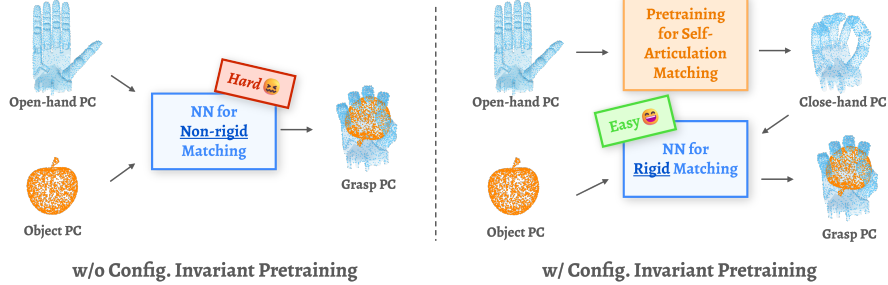 Open-hand PC
Hard
NN for
Non-rigid
Matching
Grasp PC
Object PC
w/o Config. Invariant Pretraining
Pretraining
for Self-
Articulation
Matching
Open-hand PC
Close-hand PC
Easy
NN for
Rigid Matching
Object PC
Grasp PC
w/ Config. Invariant Pretraining